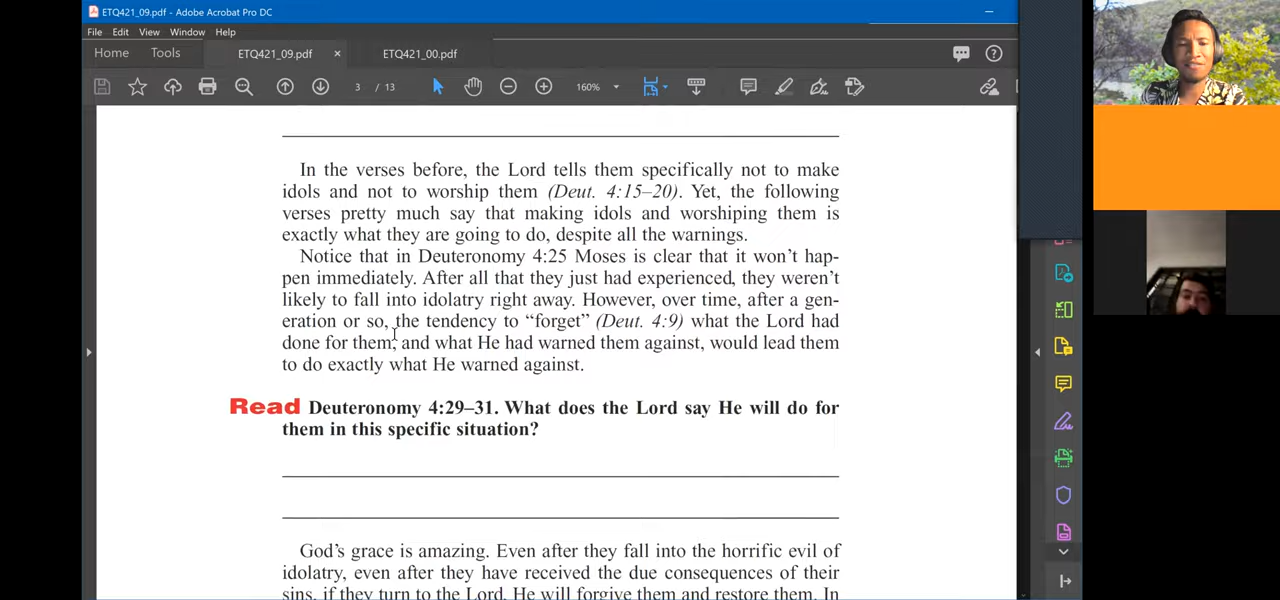 ETQ421_09.pdf - Adobe Acrobat Pro DC
File Edit View Window Help
Home Tools ETQ421_09.pdf × ETQ421_00.pdf
3 / 13 160%
In the verses before, the Lord tells them specifically not to make
idols and not to worship them (Deut. 4:15–20). Yet, the following
verses pretty much say that making idols and worshiping them is
exactly what they are going to do, despite all the warnings.
Notice that in Deuteronomy 4:25 Moses is clear that it won’t hap-
pen immediately. After all that they just had experienced, they weren’t
likely to fall into idolatry right away. However, over time, after a gen-
eration or so, the tendency to “forget” (Deut. 4:9) what the Lord had
done for them, and what He had warned them against, would lead them
to do exactly what He warned against.
Read Deuteronomy 4:29–31. What does the Lord say He will do for
them in this specific situation?
God’s grace is amazing. Even after they fall into the horrific evil of
idolatry, even after they have received the due consequences of their
sins, if they turn to the Lord, He will forgive them and restore them. In